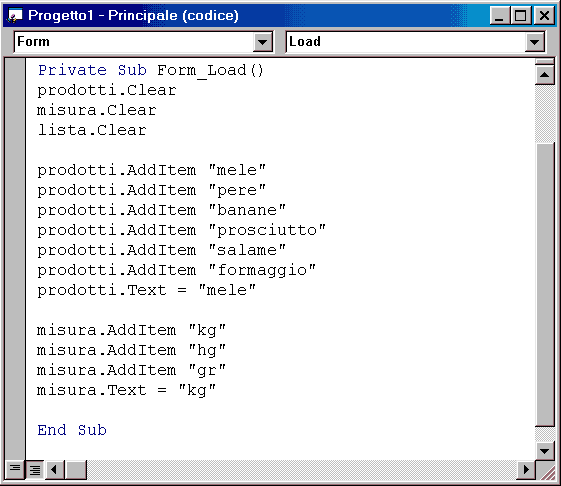 Progetto1 - Principale (codice)
Form Load
Private Sub Form_Load()
prodotti.Clear
misura.Clear
lista.Clear
prodotti.AddItem "mele"
prodotti.AddItem "pere"
prodotti.AddItem "banane"
prodotti.AddItem "prosciutto"
prodotti.AddItem "salame"
prodotti.AddItem "formaggio"
prodotti.Text = "mele"
misura.AddItem "kg"
misura.AddItem "hg"
misura.AddItem "gr"
misura.Text = "kg"
End Sub